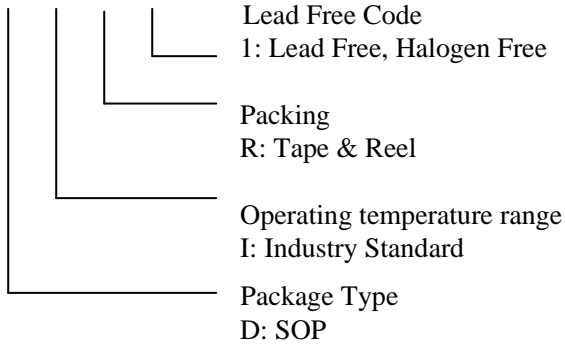 Lead Free Code
1: Lead Free, Halogen Free
Packing
R: Tape & Reel
Operating temperature range
I: Industry Standard
Package Type
D: SOP